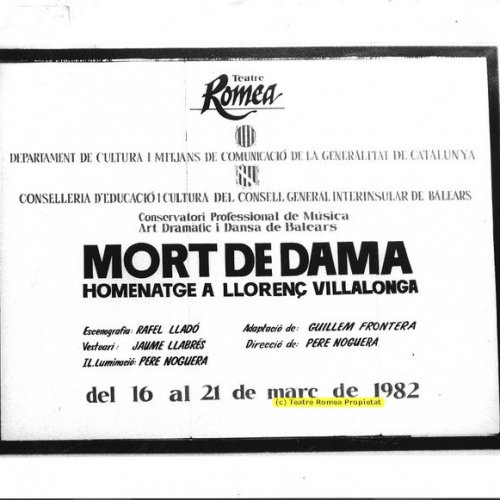 Teatre
Romea
DEPARTAMENT DE CULTURA I MITJANS DE COMUNICACIÓ DE LA GENERALITAT DE CATALUNYA
CONSELLERIA D'EDUCACIÓ I CULTURA DEL CONSELL GENERAL INTERINSULAR DE BALEARS
Conservatori Professional de Música
Art Dramatic i Dansa de Balears
MORT DE DAMA
HOMENATGE A LLORENÇ VILLALONGA
Escenografia: RAFEL LLADÓ
Vestuari: JAUME LLABRÉS
IL.luminació: PERE NOGUERA
Adaptació de: GUILLEM FRONTERA
Direcció de: PERE NOGUERA
del 16 al 21 de març de 1982
(c) Teatre Romea Propietat